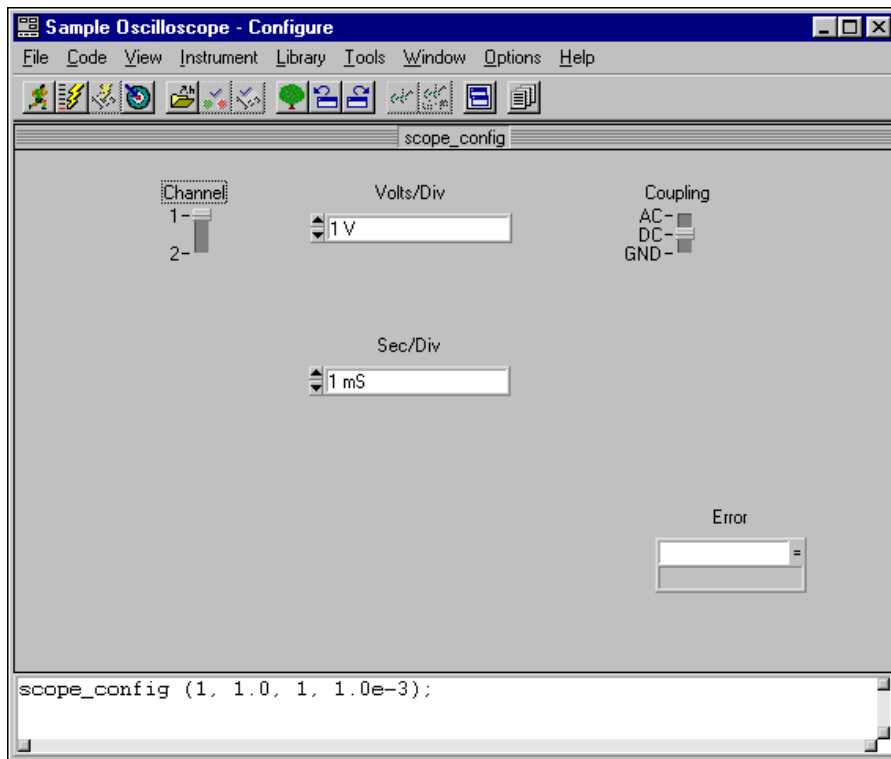 Sample Oscilloscope - Configure
File Code View Instrument Library Tools Window Options Help
scope_config
Channel
1
2
Volts/Div
1 V
Coupling
AC
DC
GND
Sec/Div
1 mS
Error
=
scope_config (1, 1.0, 1, 1.0e-3);